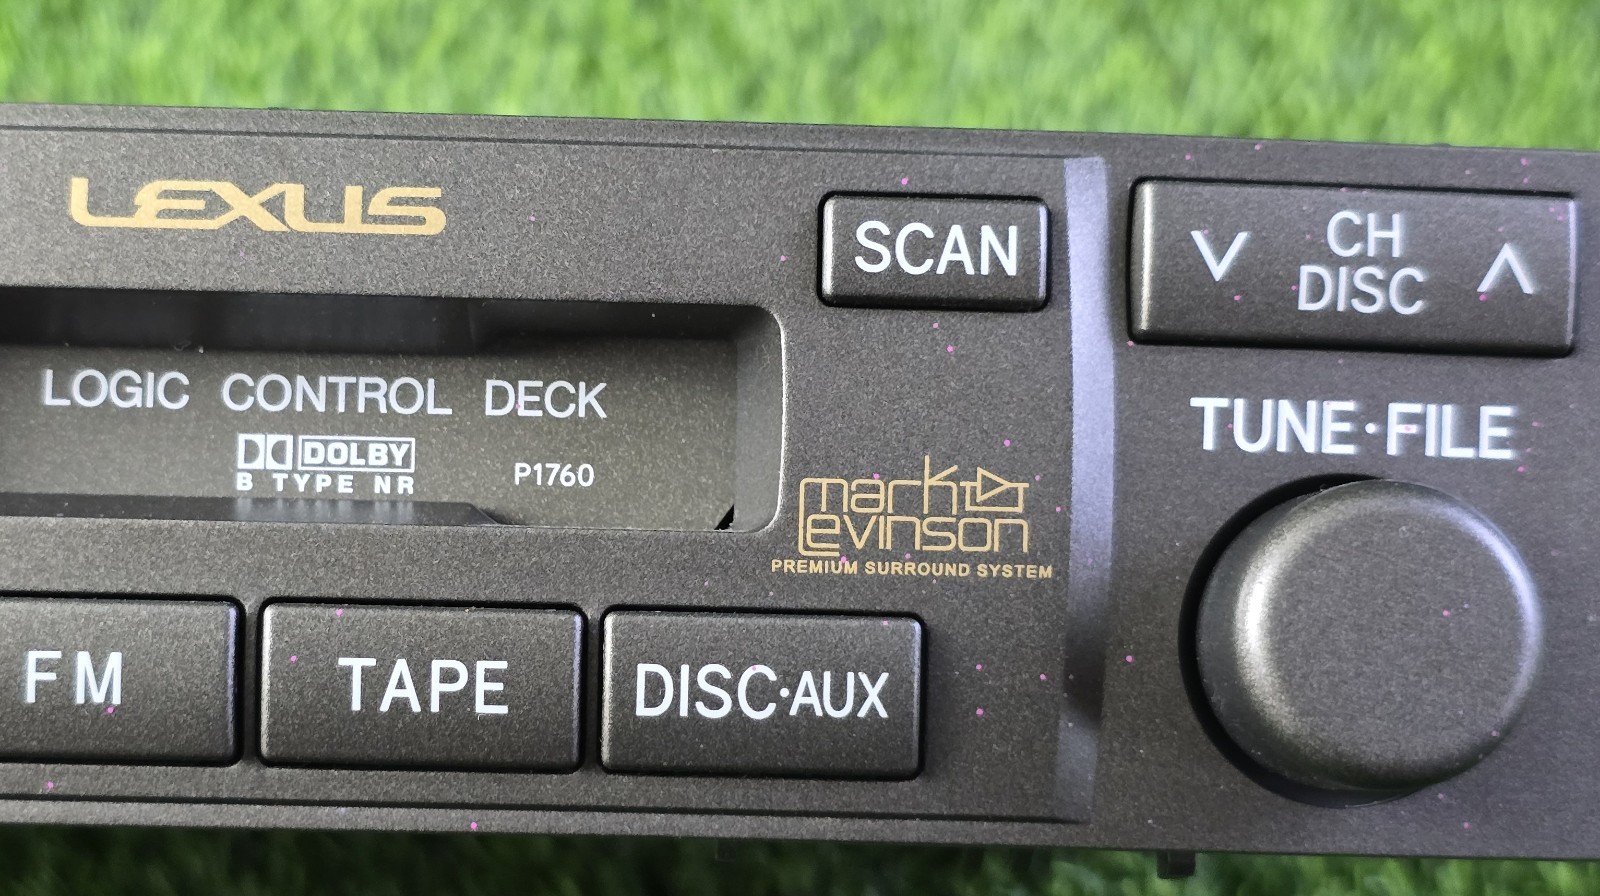 LEXUS
SCAN
CH
DISC
LOGIC CONTROL DECK
DOLBY
B TYPE NR
P1760
TUNE·FILE
mark
Levinson
PREMIUM SURROUND SYSTEM
FM
TAPE
DISC·AUX